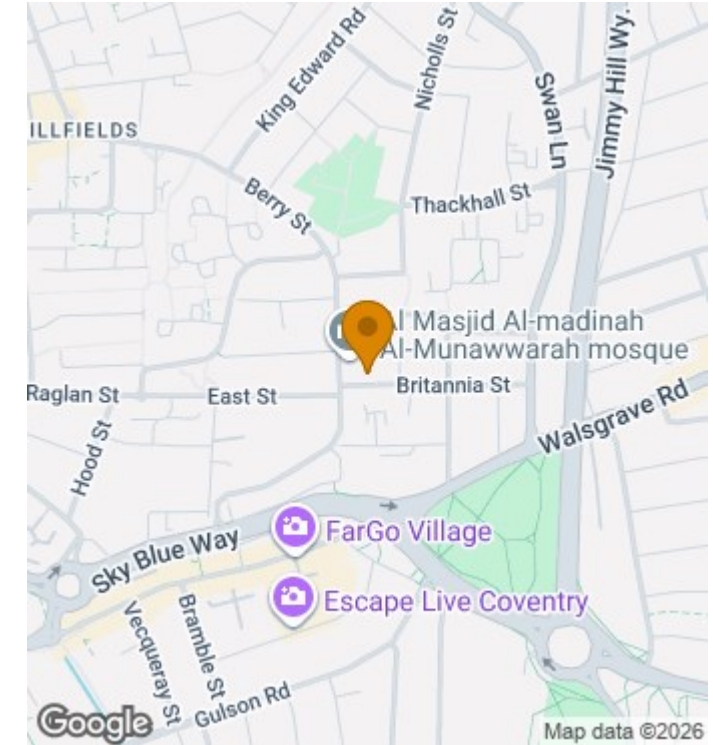 King Edward Rd
Nicholls St
Swan Ln
Jimmy Hill Wy.
ILLFIELDS
Berry St
Thackhall St
Al Masjid Al-madinah
Al-Munawwarah mosque
Raglan St
East St
Britannia St
Hood St
Walsgrave Rd
FarGo Village
Sky Blue Way
Escape Live Coventry
Vecqueray St
Bramble St
Gulson Rd
Google
Map data ©2026